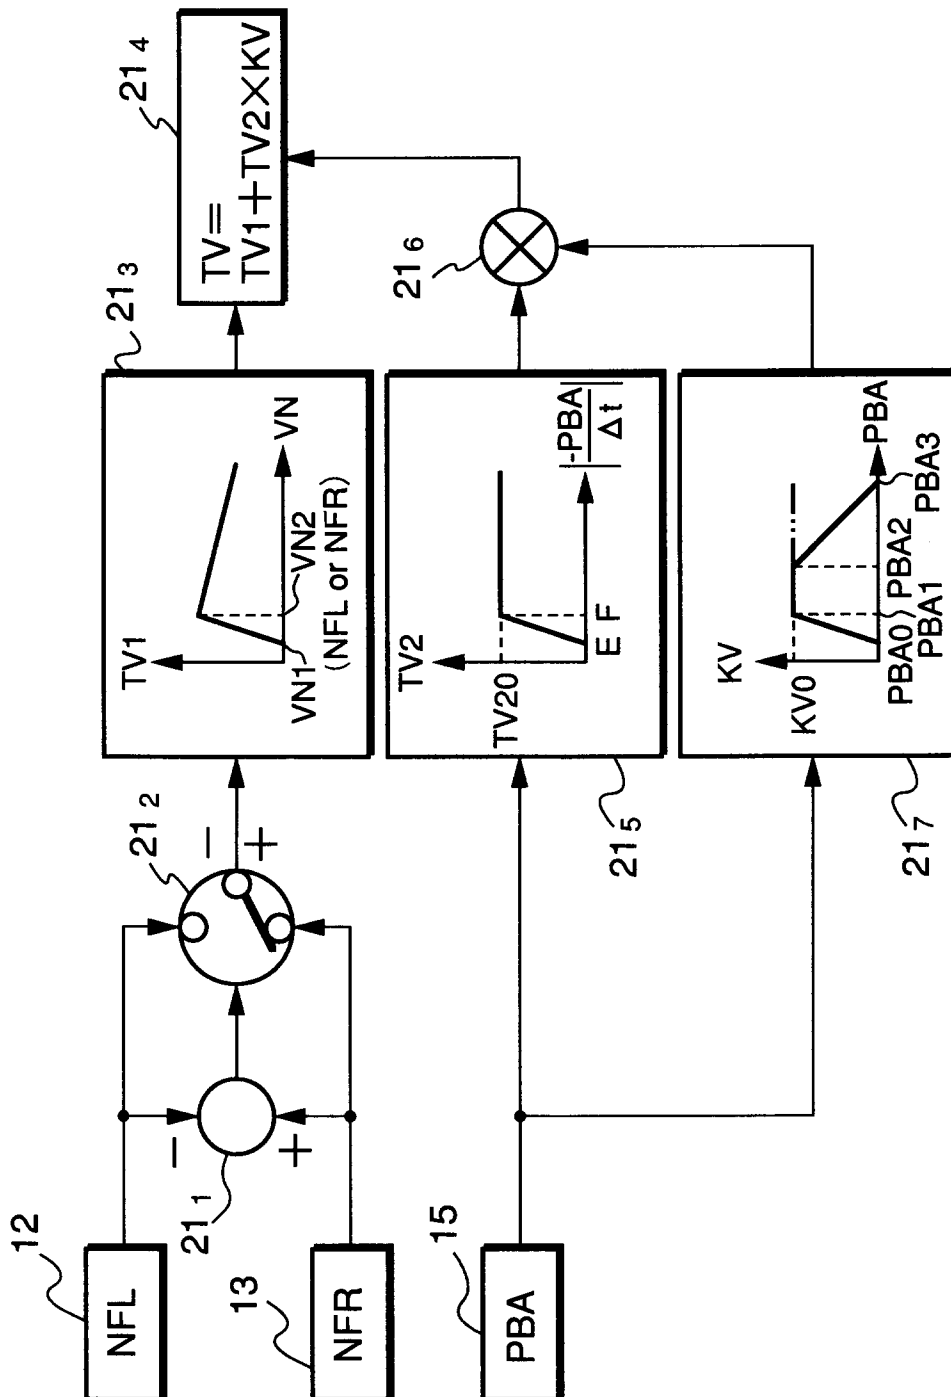 12
NFL
13
NFR
15
PBA
21 1
−
+
21 2
−
+
21 3
TV1
VN
VN1
VN2
(NFL or NFR)
21 4
TV=
TV1+TV2×KV
21 5
TV2
TV20
E F
|-PBA/Δt|
21 6
21 7
KV
KV0
PBA
PBA0
PBA1
PBA2
PBA3